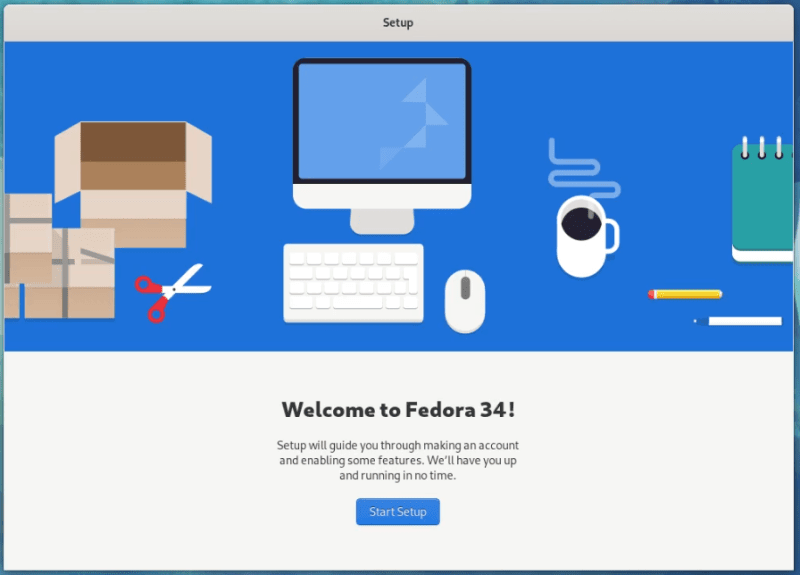 Setup
Welcome to Fedora 34!
Setup will guide you through making an account
and enabling some features. We'll have you up
and running in no time.
Start Setup